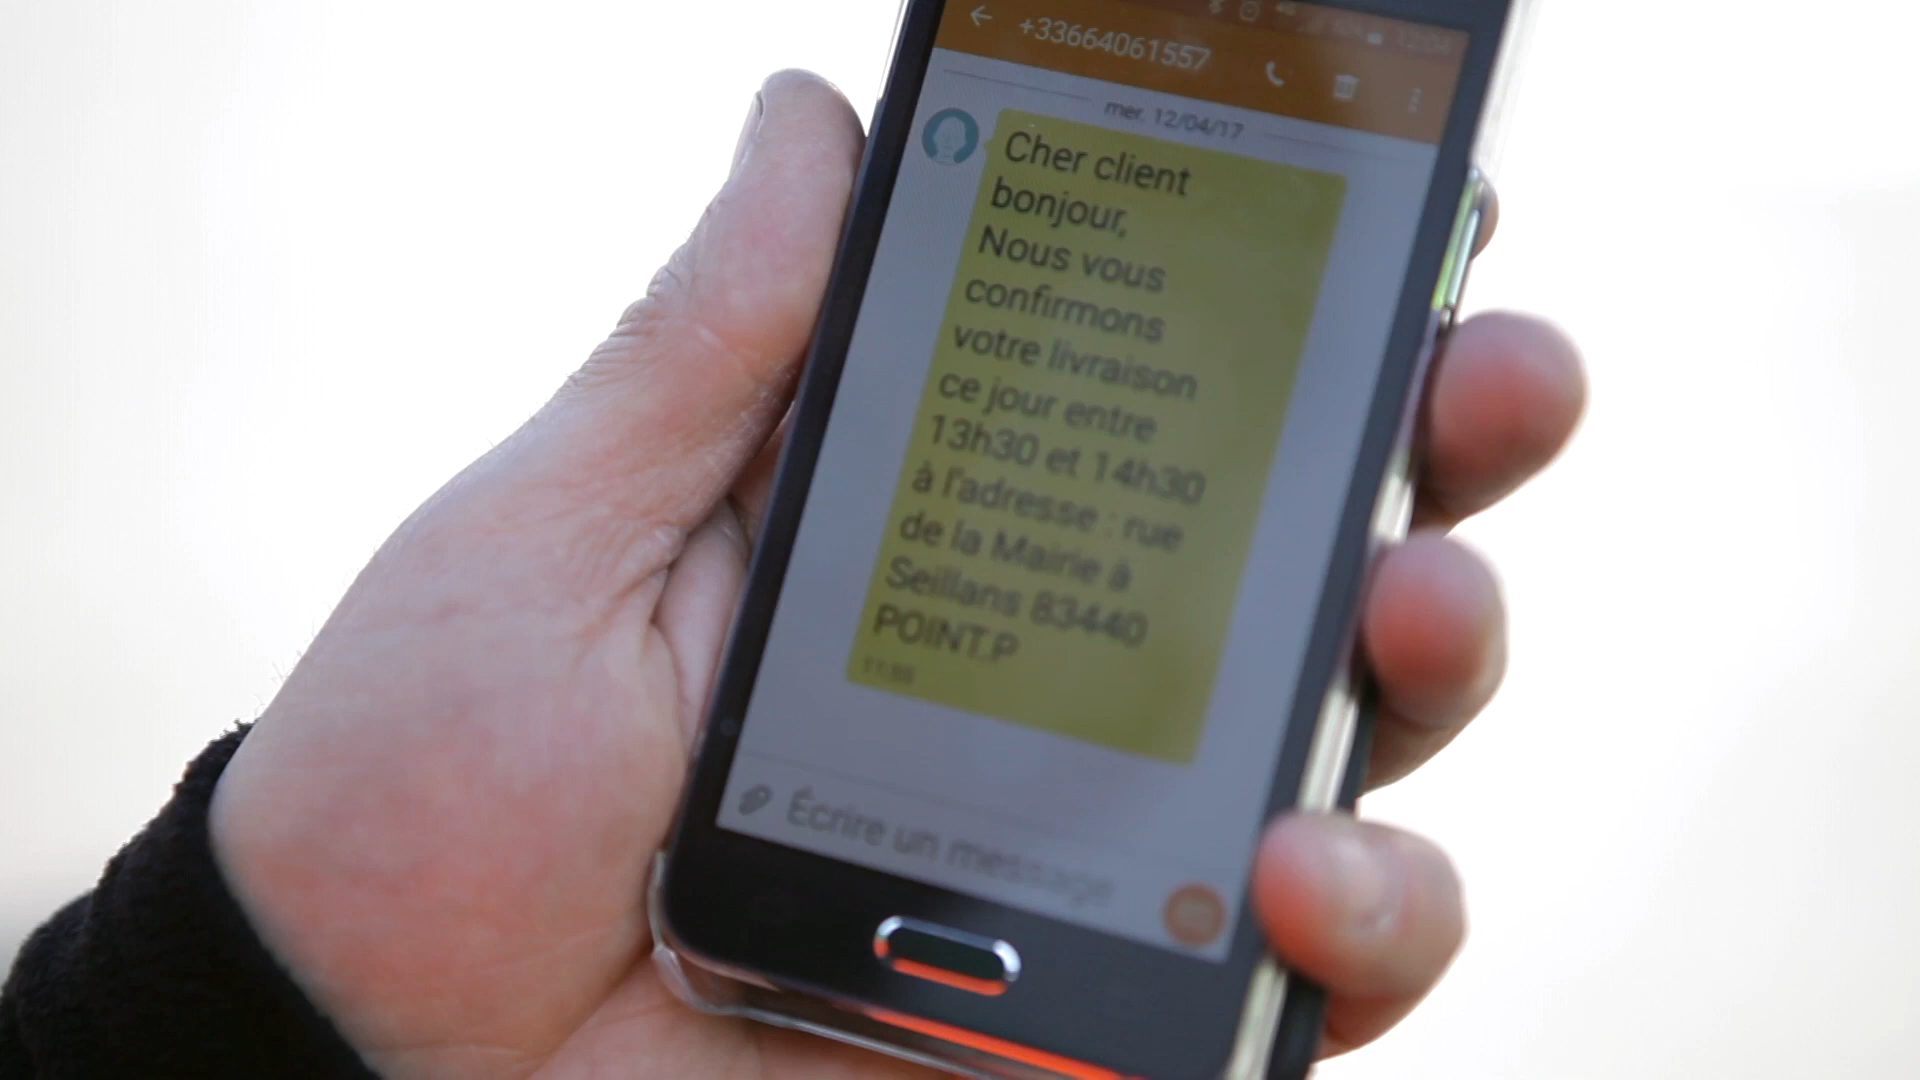 +33664061557
mer. 12/04/17
Cher client
bonjour,
Nous vous
confirmons
votre livraison
ce jour entre
13h30 et 14h30
à l'adresse : rue
de la Mairie à
Seillans 83440
POINT.P
Écrire un message